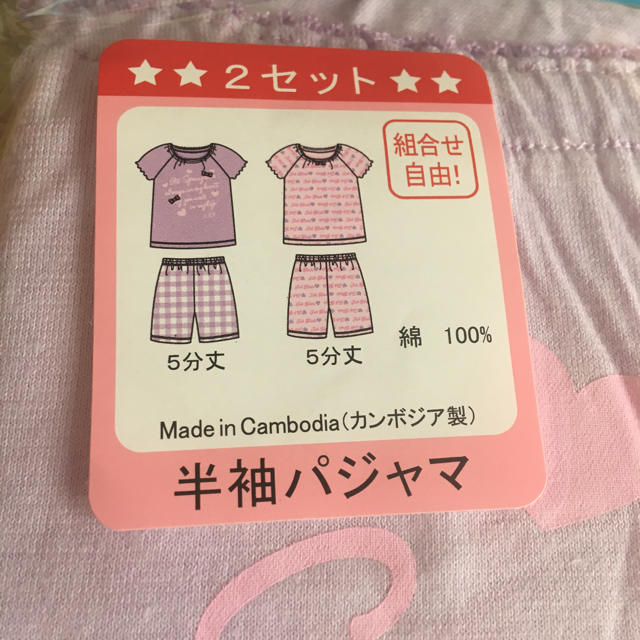 ★★2セット★★
組合せ
自由!
5分丈
5分丈
綿 100%
Made in Cambodia(カンボジア製)
半袖パジャマ